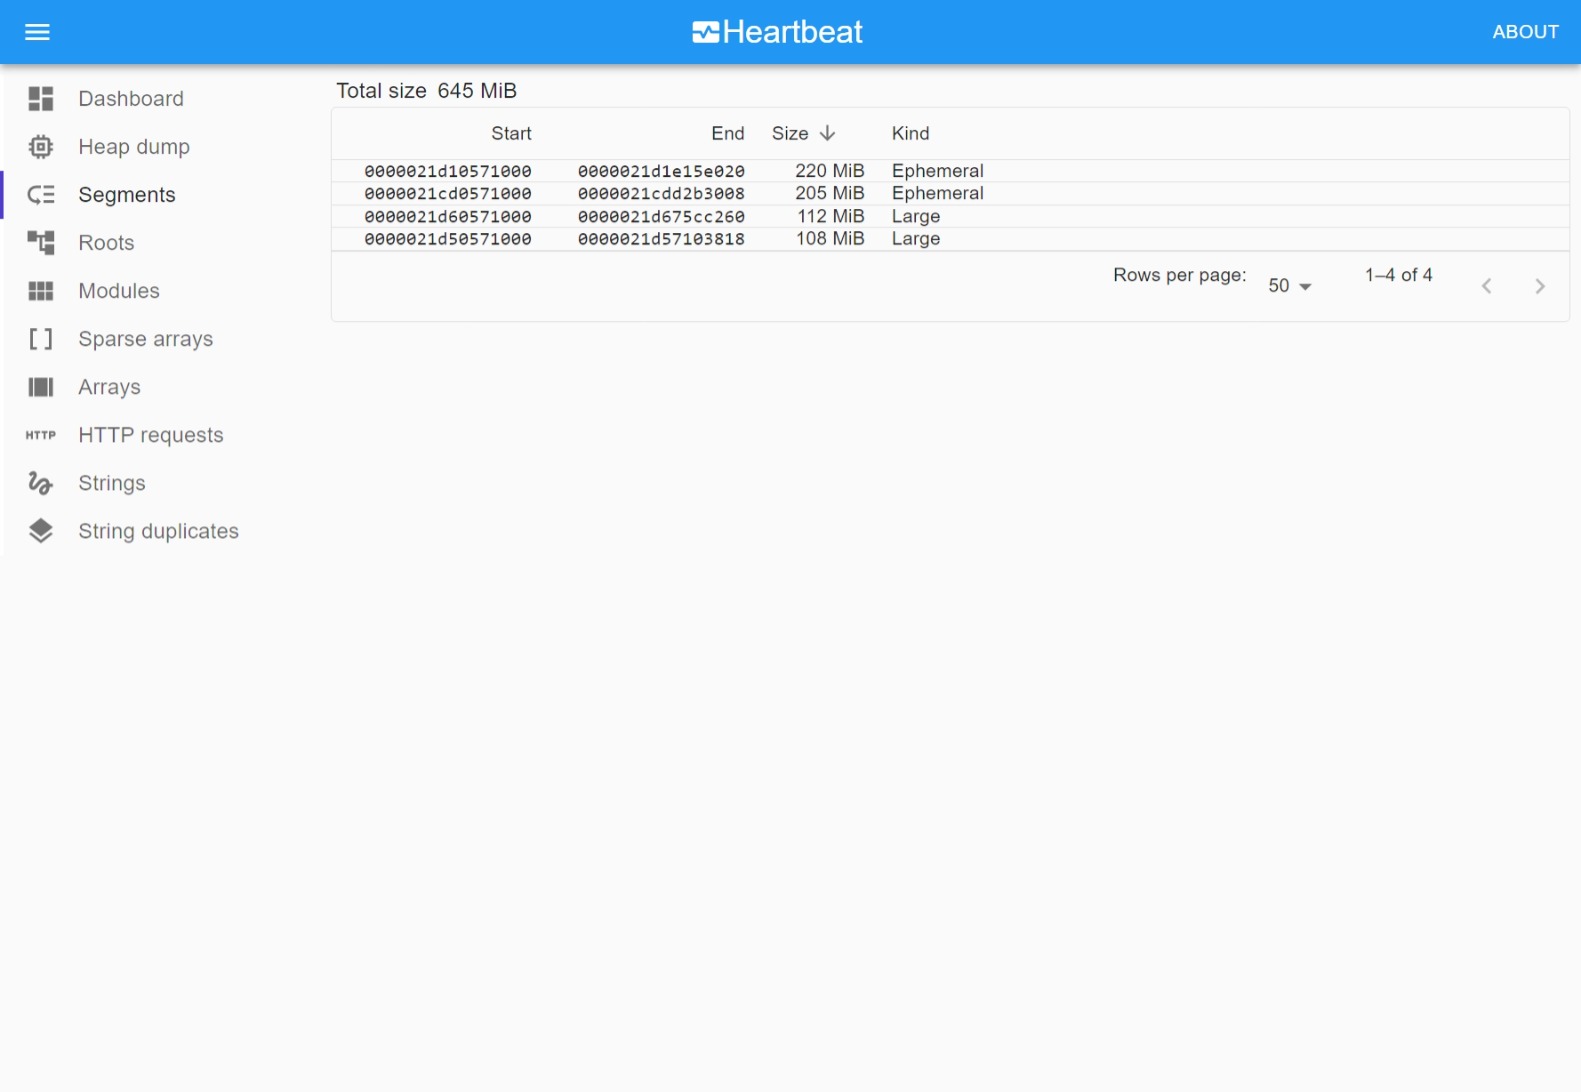 Heartbeat
ABOUT
Dashboard
Heap dump
Segments
Roots
Modules
Sparse arrays
Arrays
HTTP HTTP requests
Strings
String duplicates
Total size 645 MiB
Start End Size Kind
0000021d10571000 0000021d1e15e020 220 MiB Ephemeral
0000021cd0571000 0000021cdd2b3008 205 MiB Ephemeral
0000021d60571000 0000021d675cc260 112 MiB Large
0000021d50571000 0000021d57103818 108 MiB Large
Rows per page: 50 1–4 of 4